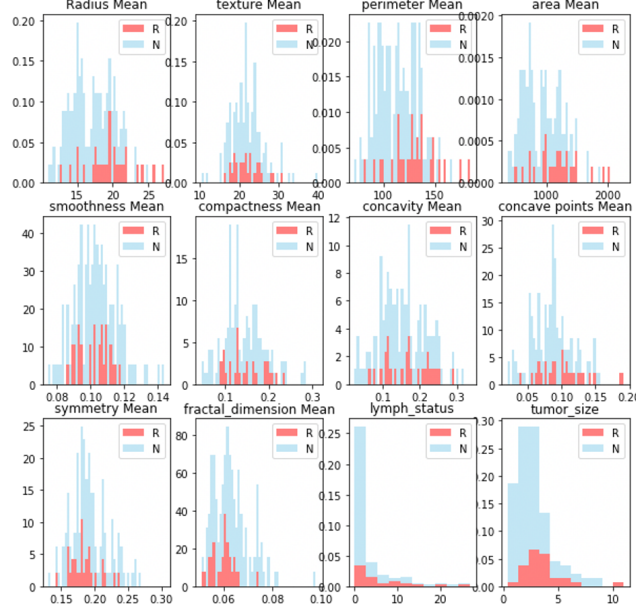 Radius Mean texture Mean perimeter Mean area Mean
R R R R
N N N N
0.20 0.20 0.020 0.0020
0.15 0.15 0.015 0.0015
0.10 0.10 0.010 0.0010
0.05 0.05 0.005 0.0005
0.00 0.00 0.000 0.0000
15 20 25 10 20 30 40 100 150 1000 2000
smoothness Mean compactness Mean concavity Mean concave points Mean
R R R R
N N N N
40 15 12 30
30 10 10 25
20 5 8 20
10 0 6 15
0 4 10
2 5
0 0
0.08 0.10 0.12 0.14 0.1 0.2 0.3 0.1 0.2 0.3 0.05 0.10 0.15 0.20
symmetry Mean fractal_dimension Mean lymph_status tumor_size
R R R R
N N N N
25 80 0.25 0.30
20 60 0.20 0.25
15 40 0.15 0.20
10 20 0.10 0.15
5 0 0.05 0.10
0 0.00 0.05
0.00
0.15 0.20 0.25 0.30 0.06 0.08 0.10 0 10 20 0 5 10